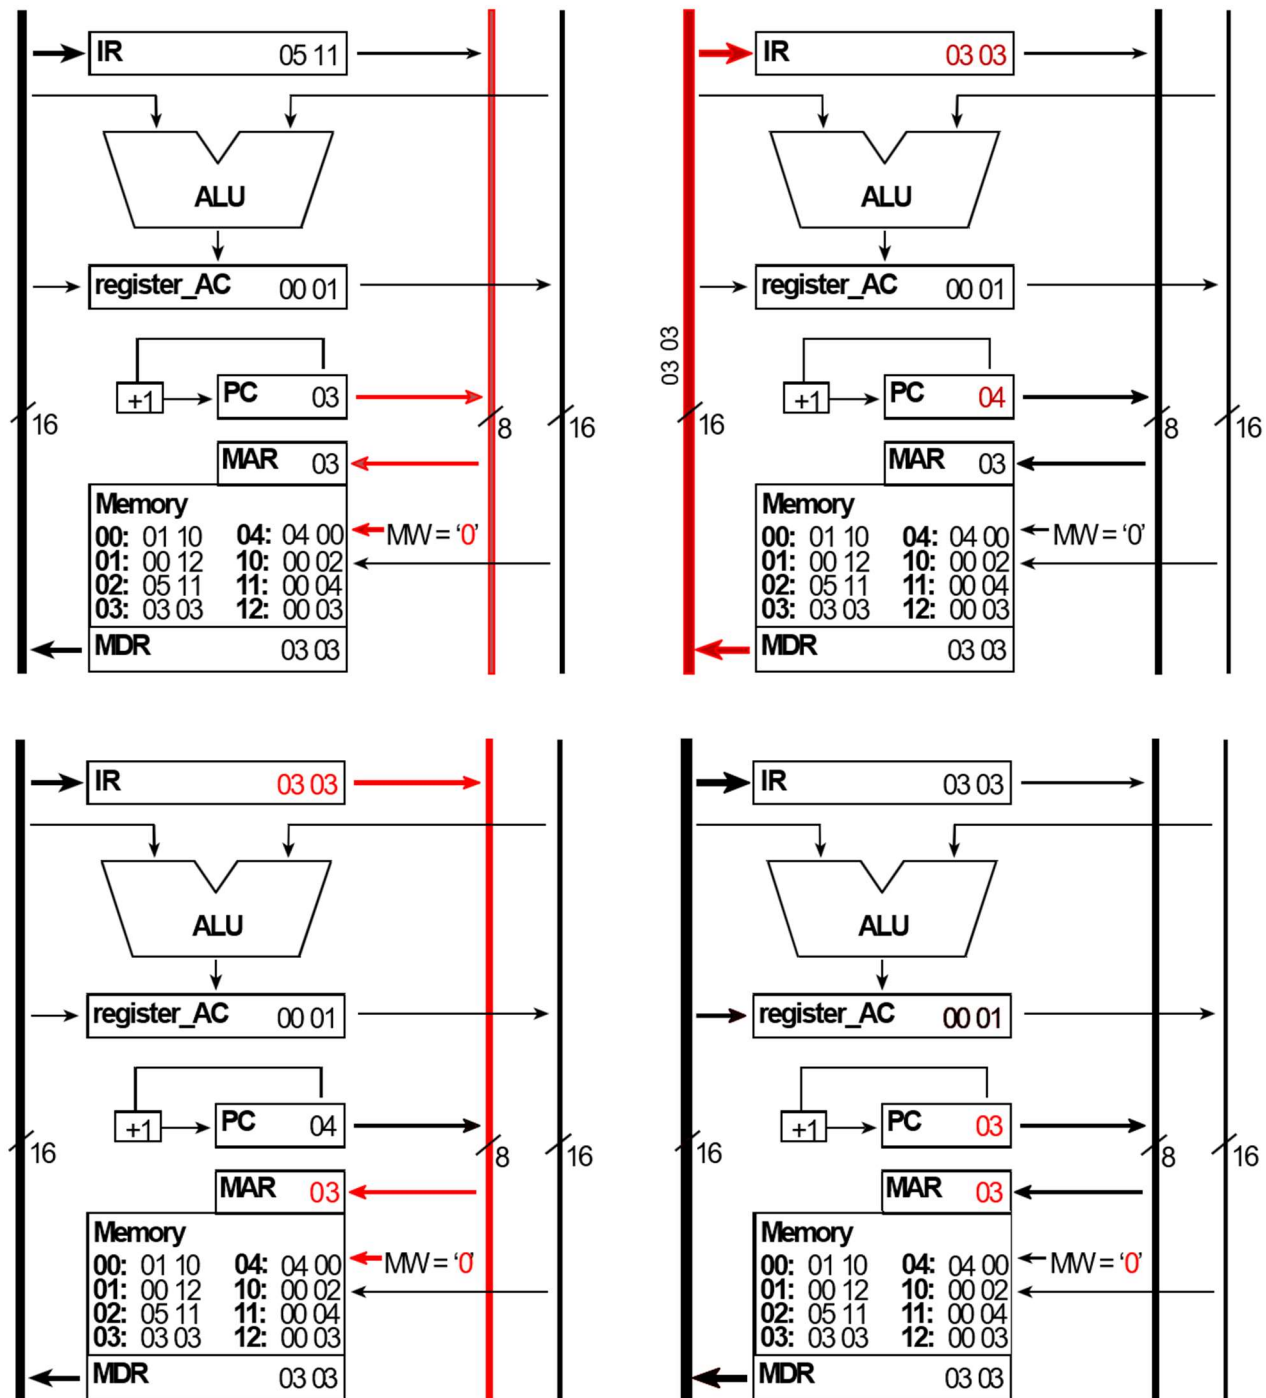 IR 05 11
ALU
register_AC 00 01
+1 PC 03
16 8 16
MAR 03
Memory
00: 01 10 04: 04 00 MW = ‘0’
01: 00 12 10: 00 02
02: 05 11 11: 00 04
03: 03 03 12: 00 03
MDR 03 03
IR 03 03
ALU
register_AC 00 01
03 03
+1 PC 04
16 8 16
MAR 03
Memory
00: 01 10 04: 04 00 MW = ‘0’
01: 00 12 10: 00 02
02: 05 11 11: 00 04
03: 03 03 12: 00 03
MDR 03 03
IR 03 03
ALU
register_AC 00 01
+1 PC 04
16 8 16
MAR 03
Memory
00: 01 10 04: 04 00 MW = ‘0’
01: 00 12 10: 00 02
02: 05 11 11: 00 04
03: 03 03 12: 00 03
MDR 03 03
IR 03 03
ALU
register_AC 00 01
+1 PC 03
16 8 16
MAR 03
Memory
00: 01 10 04: 04 00 MW = ‘0’
01: 00 12 10: 00 02
02: 05 11 11: 00 04
03: 03 03 12: 00 03
MDR 03 03